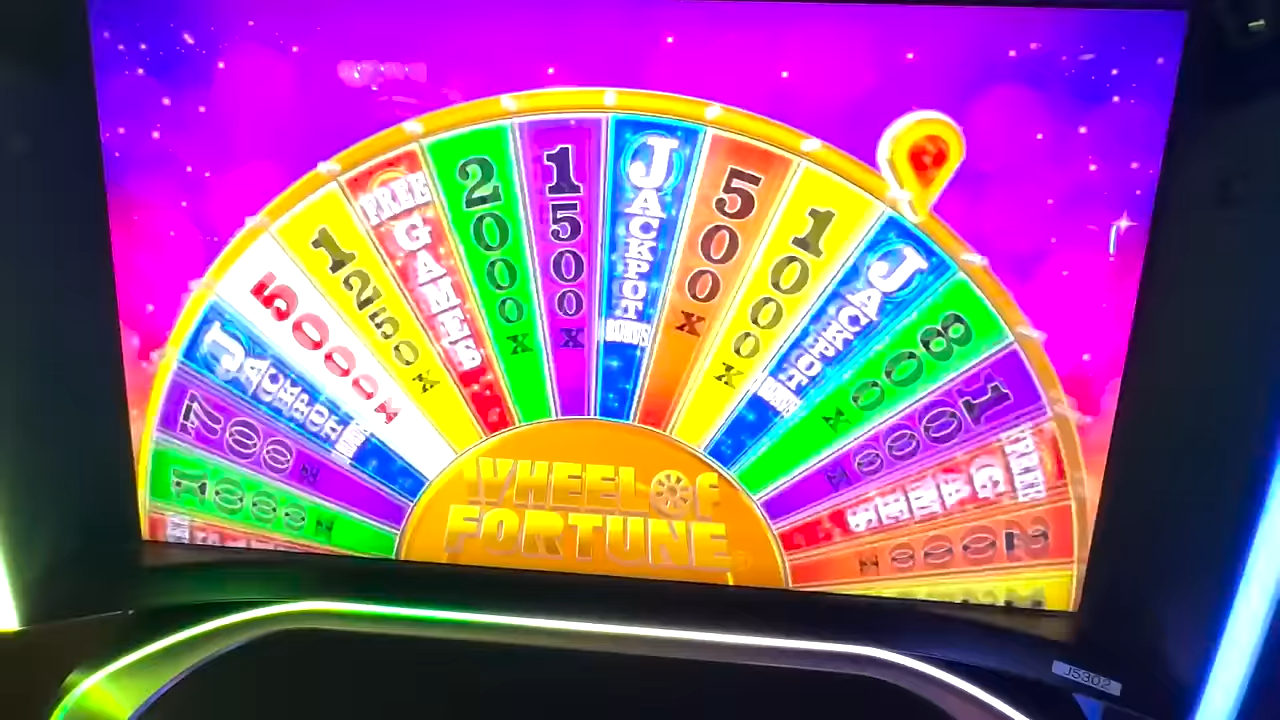 1000X
700X
JACKPOT
5000X
1250X
FREE GAMES
2000X
1500X
JACKPOT BONUS
500X
1000X
JACKPOT BONUS
800X
1000X
FREE GAMES
2000X
WHEEL OF
FORTUNE
J5302